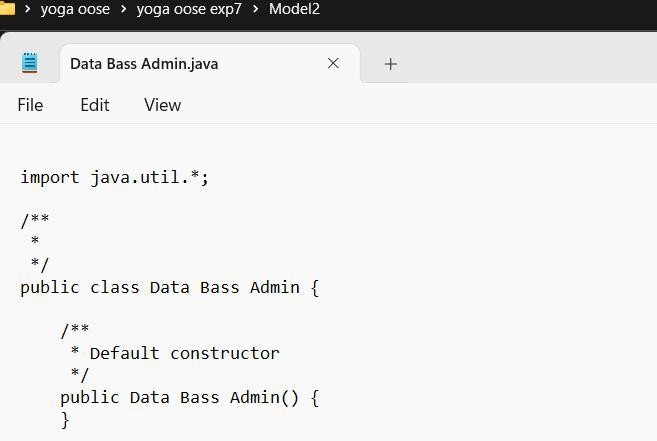 yoga oose > yoga oose exp7 > Model2
Data Bass Admin.java
File Edit View
import java.util.*;
/**
*
*/
public class Data Bass Admin {
/**
* Default constructor
*/
public Data Bass Admin() {
}